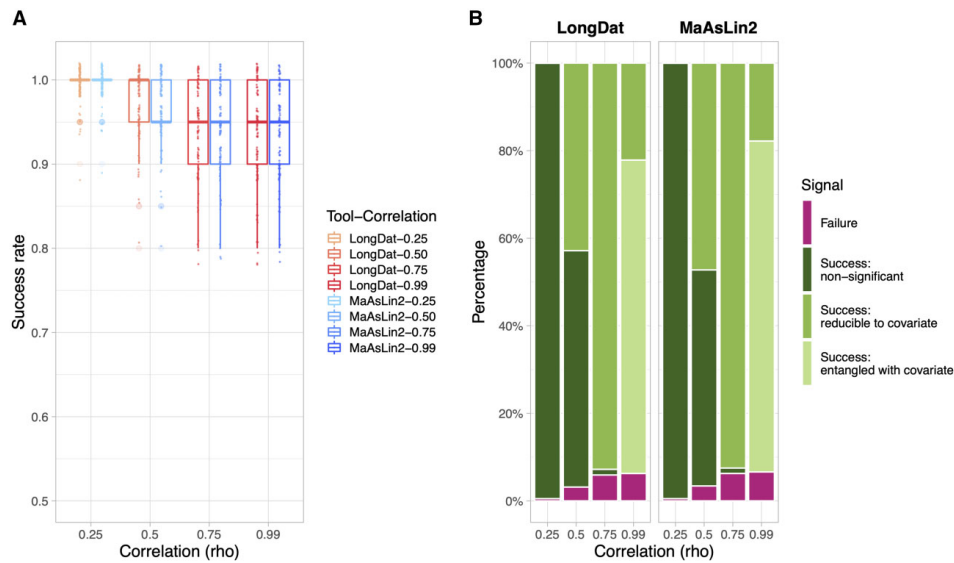 A
1.0
0.9
0.8
0.7
0.6
0.5
Success rate
0.25
0.5
0.75
0.99
Correlation (rho)
Tool-Correlation
LongDat-0.25
LongDat-0.50
LongDat-0.75
LongDat-0.99
MaAsLin2-0.25
MaAsLin2-0.50
MaAsLin2-0.75
MaAsLin2-0.99
B
LongDat
MaAsLin2
100%
80%
60%
40%
20%
0%
Percentage
0.25 0.5 0.75 0.99
0.25 0.5 0.75 0.99
Correlation (rho)
Signal
Failure
Success:
non-significant
Success:
reducible to covariate
Success:
entangled with covariate